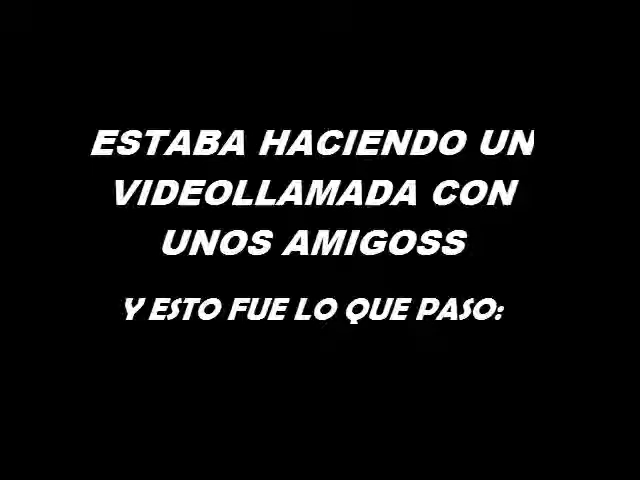 ESTABA HACIENDO UN
VIDEOLLAMADA CON
UNOS AMIGOSS
Y ESTO FUE LO QUE PASO: